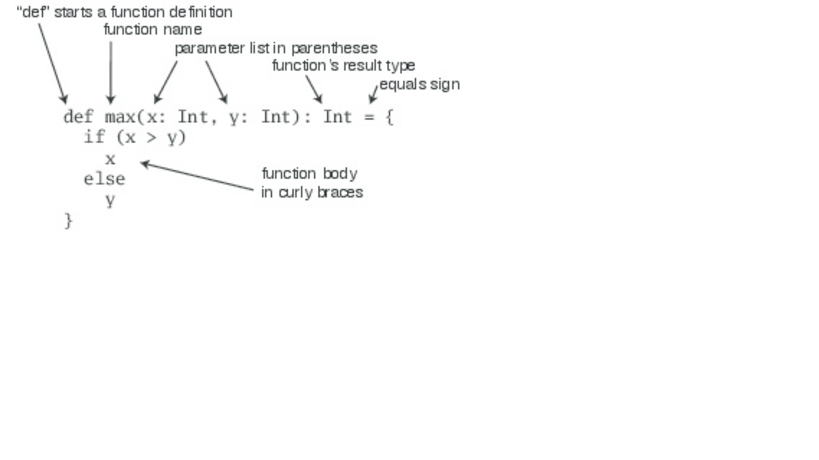 "def" starts a function definition
function name
parameter list in parentheses
function's result type
equals sign
def max(x: Int, y: Int): Int = {
if (x > y)
x
else
y
}
function body
in curly braces